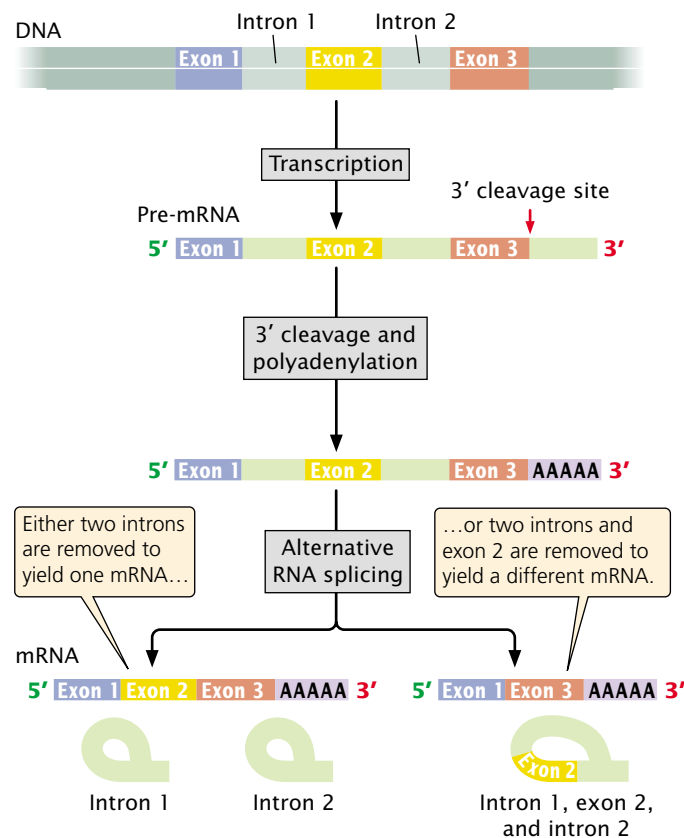 DNA
Intron 1
Intron 2
Exon 1
Exon 2
Exon 3
Transcription
3′ cleavage site
Pre-mRNA
5′ Exon 1 Exon 2 Exon 3 3′
3′ cleavage and
polyadenylation
5′ Exon 1 Exon 2 Exon 3 AAAAA 3′
Either two introns
are removed to
yield one mRNA…
Alternative
RNA splicing
…or two introns and
exon 2 are removed to
yield a different mRNA.
mRNA
5′ Exon 1 Exon 2 Exon 3 AAAAA 3′
5′ Exon 1 Exon 3 AAAAA 3′
Intron 1
Intron 2
Exon 2
Intron 1, exon 2,
and intron 2